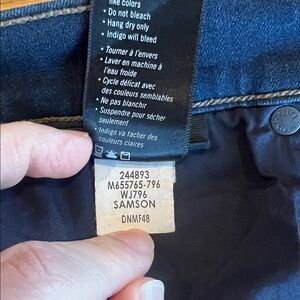 like colors
• Do not bleach
• Hang dry only
• Indigo will bleed
• Tourner à l'envers
• Laver en machine à
l'eau froide
• Cycle délicat avec
des couleurs semblables
• Ne pas blanchir
• Suspendre pour sécher
seulement
• Indigo va tacher des
couleurs claires
244893
M655765-796
WJ796
SAMSON
DNMF48